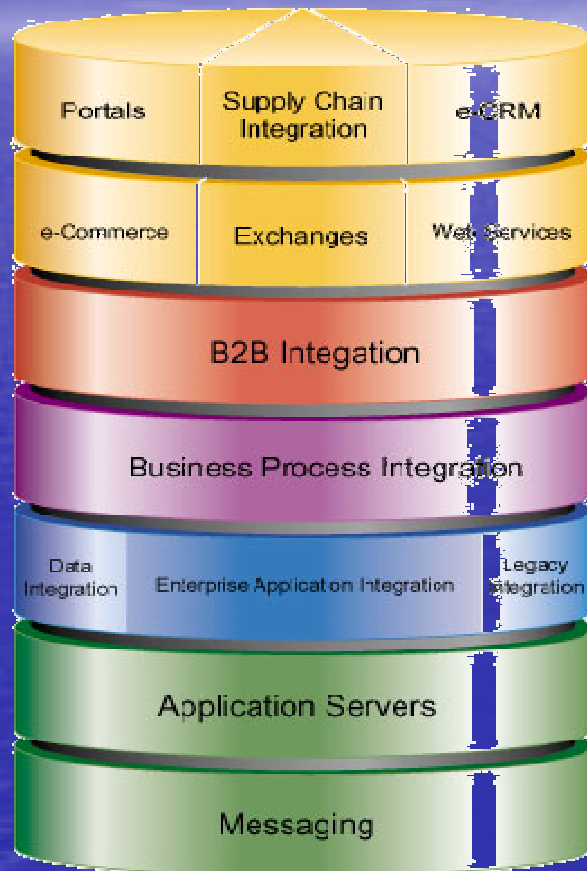 Portals
Supply Chain
Integration
e-CRM
e-Commerce
Exchanges
Web Services
B2B Integation
Business Process Integration
Data
Integration
Enterprise Application Integration
Legacy
Integration
Application Servers
Messaging